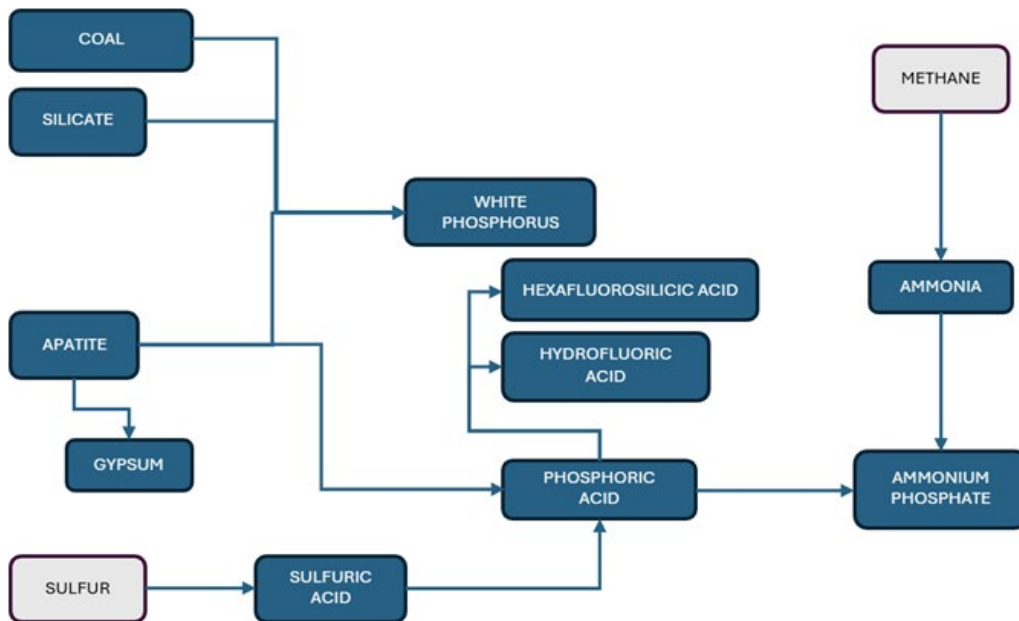 COAL
METHANE
SILICATE
WHITE
PHOSPHORUS
HEXAFLUOROSILICIC ACID
AMMONIA
APATITE
HYDROFLUORIC
ACID
GYPSUM
PHOSPHORIC
ACID
AMMONIUM
PHOSPHATE
SULFUR
SULFURIC
ACID